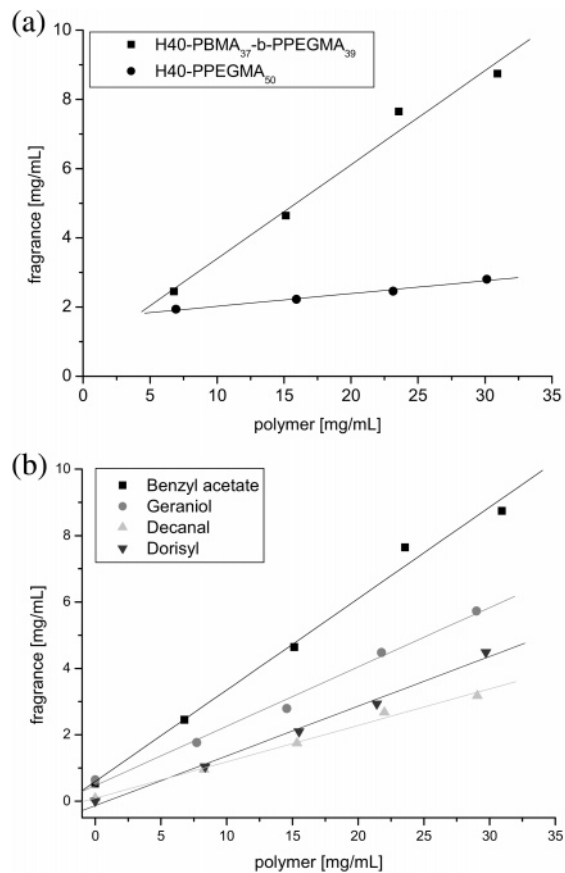 (a)
H40-PBMA37-b-PPEGMA39
H40-PPEGMA50
10
8
6
4
2
0
fragrance [mg/mL]
0 5 10 15 20 25 30 35
polymer [mg/mL]
(b)
Benzyl acetate
Geraniol
Decanal
Dorisyl
10
8
6
4
2
0
fragrance [mg/mL]
0 5 10 15 20 25 30 35
polymer [mg/mL]